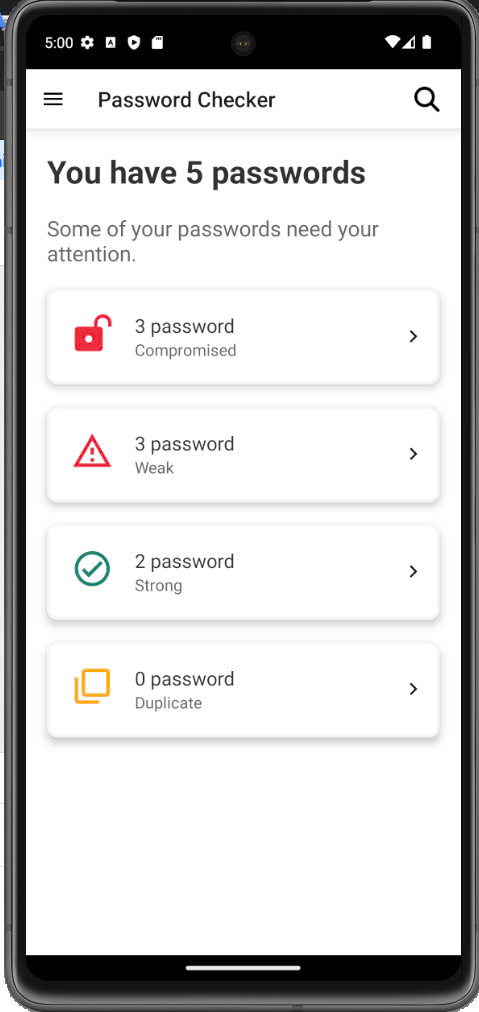 5:00
Password Checker
You have 5 passwords
Some of your passwords need your
attention.
3 password
Compromised
3 password
Weak
2 password
Strong
0 password
Duplicate